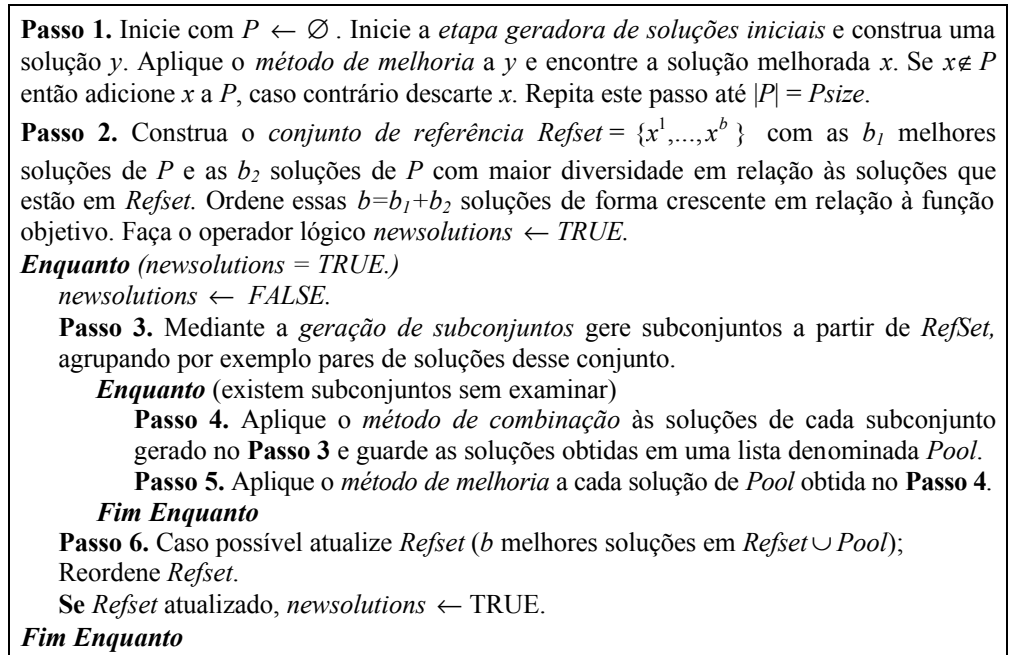 Passo 1. Inicie com P ← ∅ . Inicie a etapa geradora de soluções iniciais e construa uma
solução y. Aplique o método de melhoria a y e encontre a solução melhorada x. Se x∉ P
então adicione x a P, caso contrário descarte x. Repita este passo até |P| = Psize.
Passo 2. Construa o conjunto de referência Refset = {x¹,...,xᵇ } com as b₁ melhores
soluções de P e as b₂ soluções de P com maior diversidade em relação às soluções que
estão em Refset. Ordene essas b=b₁+b₂ soluções de forma crescente em relação à função
objetivo. Faça o operador lógico newsolutions ← TRUE.
Enquanto (newsolutions = TRUE.)
newsolutions ← FALSE.
Passo 3. Mediante a geração de subconjuntos gere subconjuntos a partir de RefSet,
agrupando por exemplo pares de soluções desse conjunto.
Enquanto (existem subconjuntos sem examinar)
Passo 4. Aplique o método de combinação às soluções de cada subconjunto
gerado no Passo 3 e guarde as soluções obtidas em uma lista denominada Pool.
Passo 5. Aplique o método de melhoria a cada solução de Pool obtida no Passo 4.
Fim Enquanto
Passo 6. Caso possível atualize Refset (b melhores soluções em Refset ∪ Pool);
Reordene Refset.
Se Refset atualizado, newsolutions ← TRUE.
Fim Enquanto